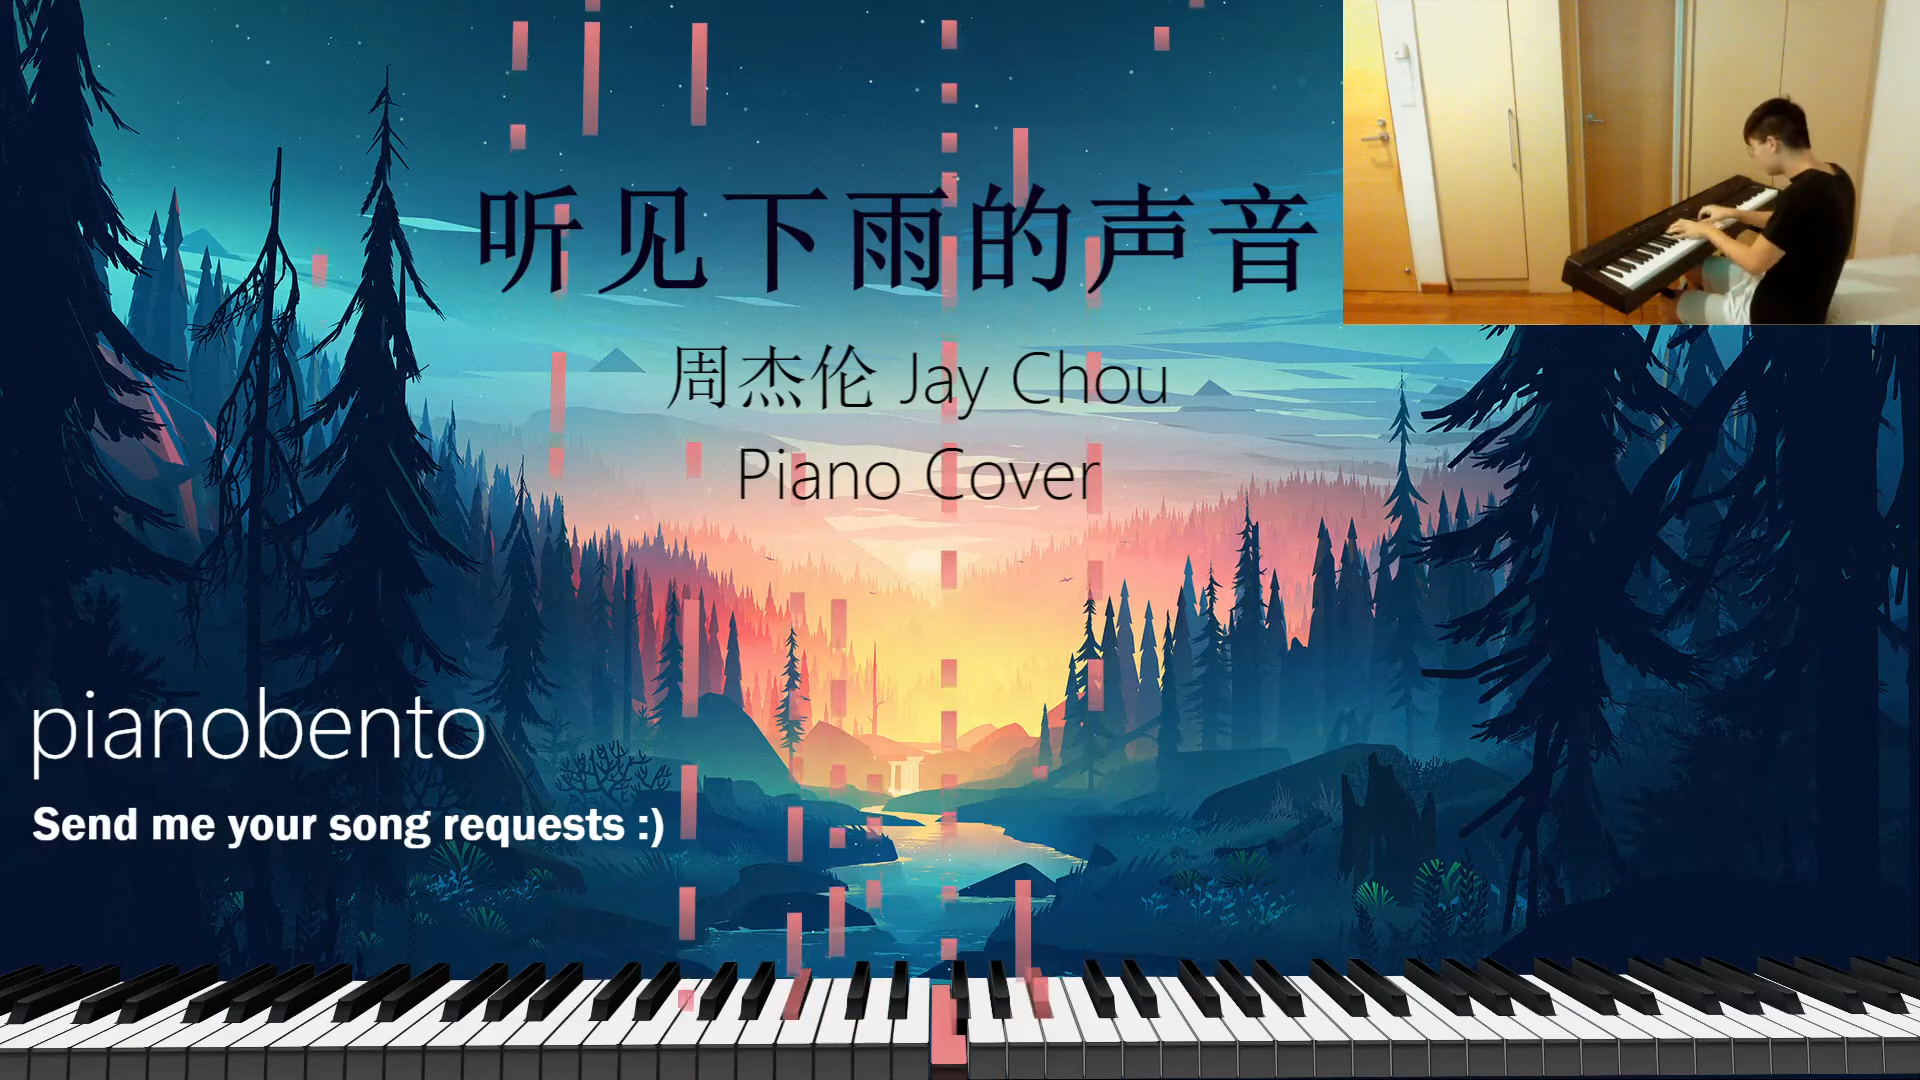 听见下雨的声音
周杰伦 Jay Chou
Piano Cover
pianobento
Send me your song requests :)